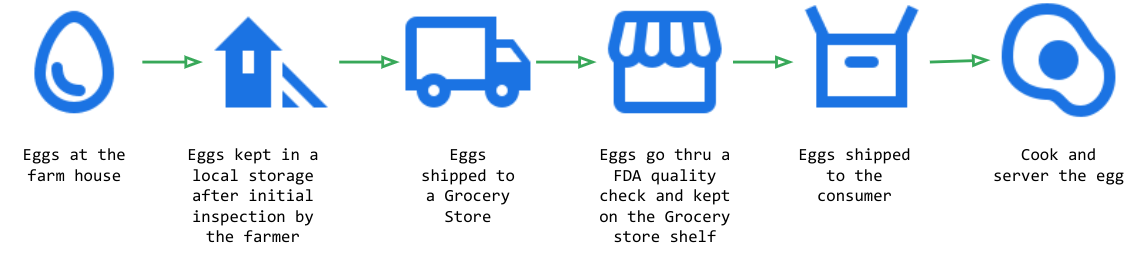 Eggs at the
farm house
Eggs kept in a
local storage
after initial
inspection by
the farmer
Eggs
shipped to
a Grocery
Store
Eggs go thru a
FDA quality
check and kept
on the Grocery
store shelf
Eggs shipped
to the
consumer
Cook and
server the egg